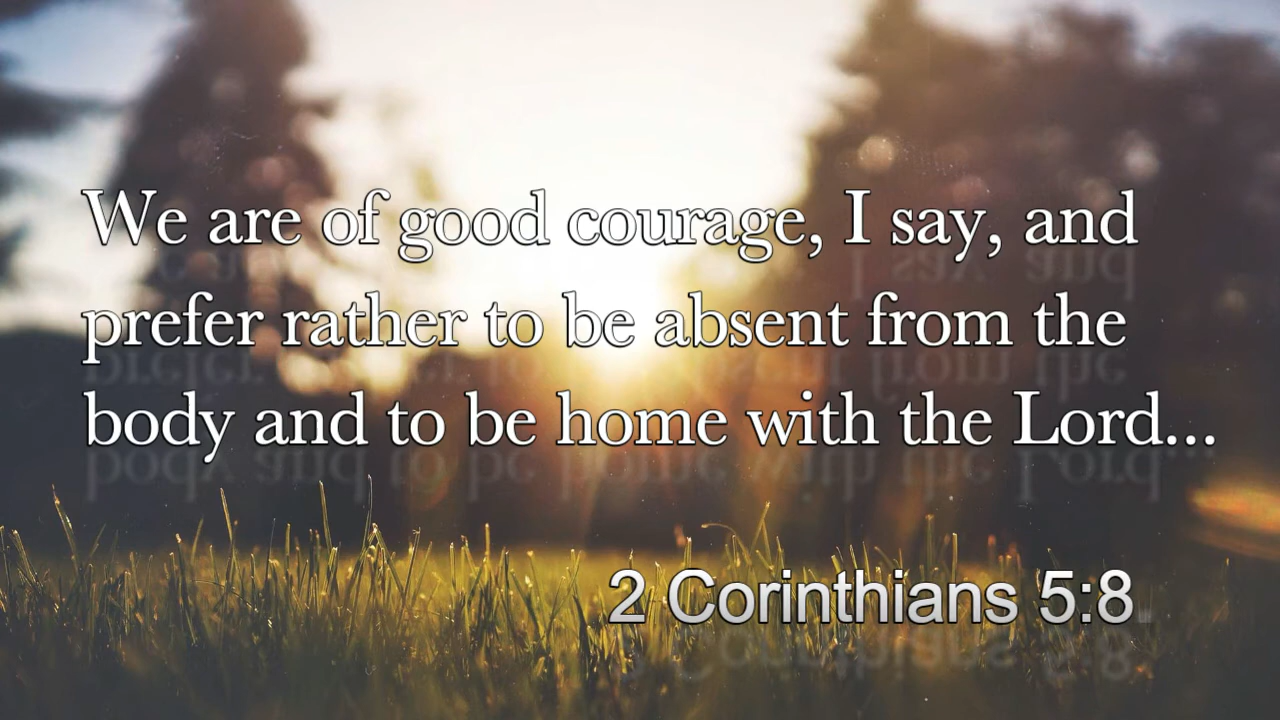 We are of good courage, I say, and
prefer rather to be absent from the
body and to be home with the Lord...
2 Corinthians 5:8